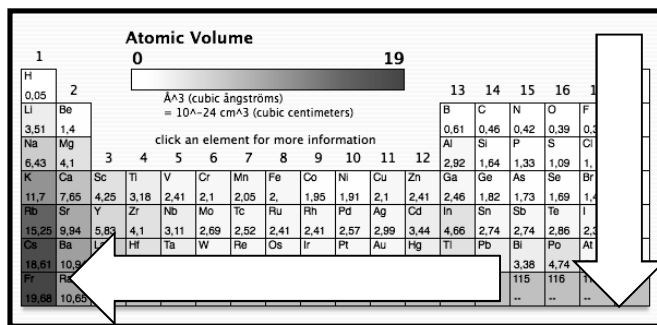 Atomic Volume
0 19
Å^3 (cubic ångströms)
= 10^-24 cm^3 (cubic centimeters)
click an element for more information
1 2 3 4 5 6 7 8 9 10 11 12 13 14 15 16
H
0,05
Li Be B C N O F
3,51 1,4 0,61 0,46 0,42 0,39
Na Mg Al Si P S Cl
6,43 4,1 2,92 1,64 1,33 1,09
K Ca Sc Ti V Cr Mn Fe Co Ni Cu Zn Ga Ge As Se Br
11,7 7,65 4,25 3,18 2,41 2,1 2,05 2, 1,95 1,91 2,1 2,41 2,46 1,82 1,73 1,69
Rb Sr Y Zr Nb Mo Tc Ru Rh Pd Ag Cd In Sn Sb Te I
15,25 9,94 5,83 4,1 3,11 2,69 2,52 2,41 2,41 2,57 2,99 3,44 4,66 2,74 2,74 2,86
Cs Ba Hf Ta W Re Os Ir Pt Au Hg Tl Pb Bi Po At
18,61 3,38 4,74
Fr 115 116
19,68 10,65 -- --